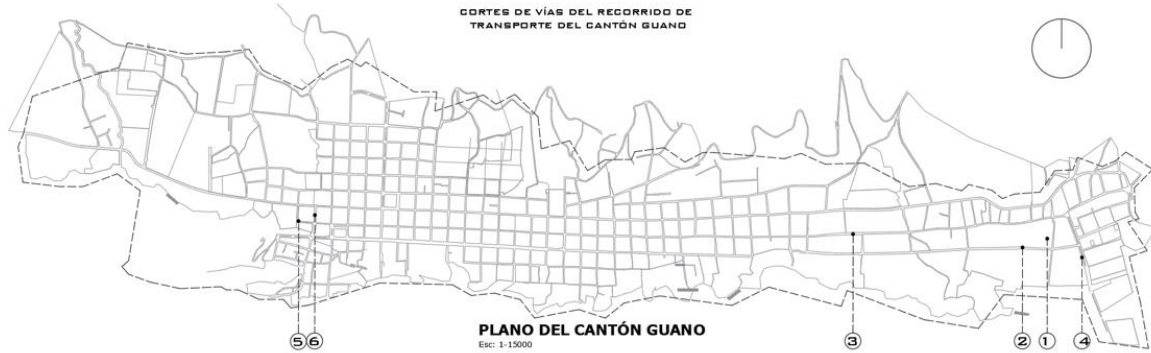 CORTES DE VÍAS DEL RECORRIDO DE
TRANSPORTE DEL CANTÓN GUANO
PLANO DEL CANTÓN GUANO
Esc: 1-15000
5 6 3 2 1 4